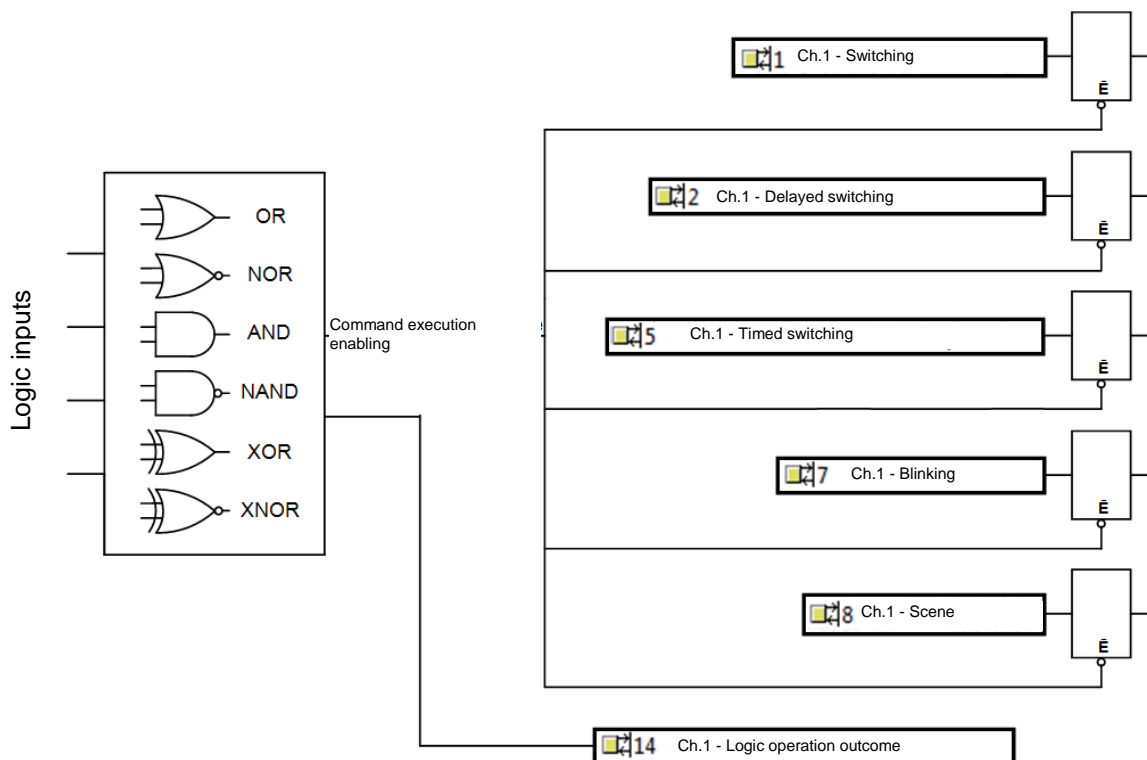 1 Ch.1 - Switching
Ē
2 Ch.1 - Delayed switching
Ē
OR
NOR
AND
NAND
XOR
XNOR
Logic inputs
Command execution
enabling
e
5 Ch.1 - Timed switching
Ē
7 Ch.1 - Blinking
Ē
8 Ch.1 - Scene
Ē
14 Ch.1 - Logic operation outcome